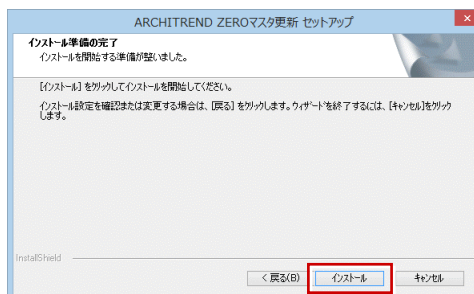 ARCHITREND ZEROマスタ更新 セットアップ
インストール準備の完了
インストールを開始する準備が整いました。
[インストール] をクリックしてインストールを開始してください。
インストール設定を確認または変更する場合は、[戻る] をクリックします。ウィザードを終了するには、[キャンセル]をクリック
します。
InstallShield
< 戻る(B) インストール キャンセル